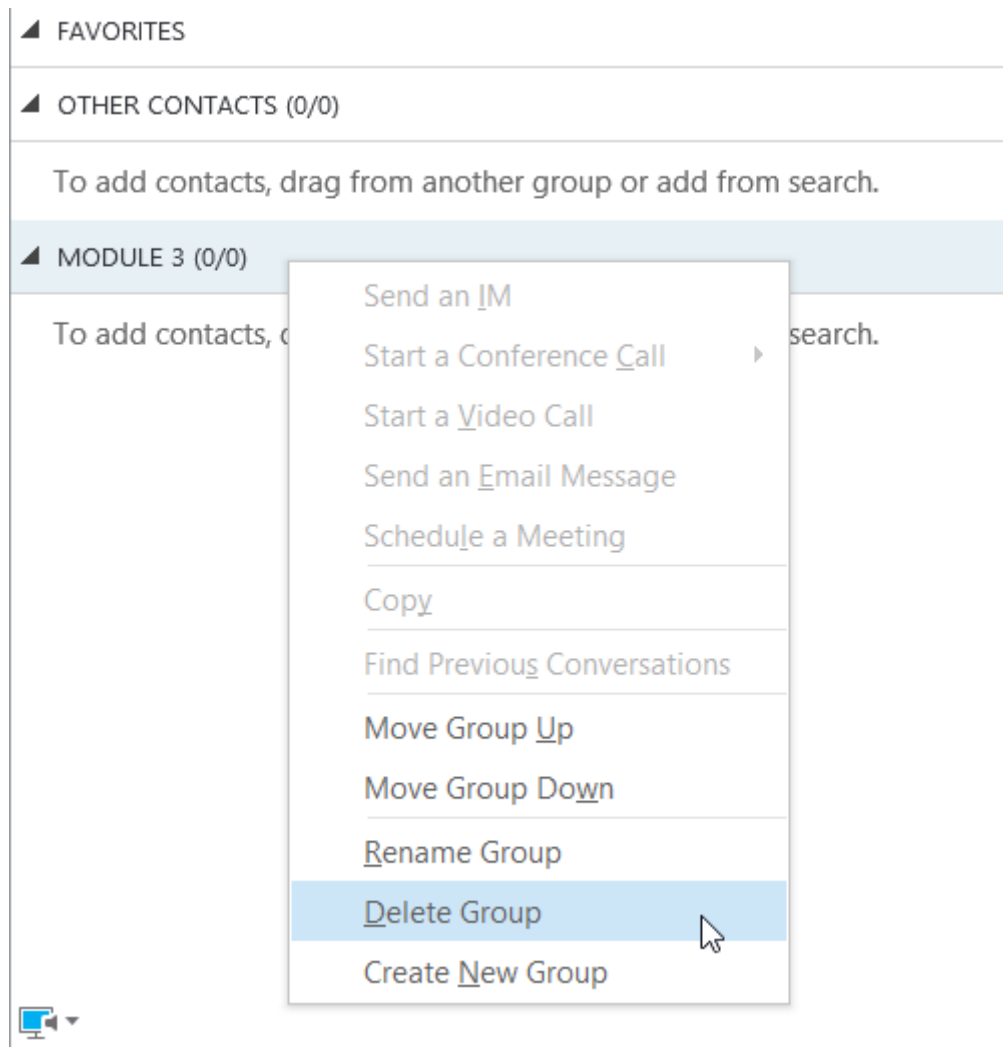 FAVORITES
OTHER CONTACTS (0/0)
To add contacts, drag from another group or add from search.
MODULE 3 (0/0)
To add contacts, search.
Send an IM
Start a Conference Call
Start a Video Call
Send an Email Message
Schedule a Meeting
Copy
Find Previous Conversations
Move Group Up
Move Group Down
Rename Group
Delete Group
Create New Group